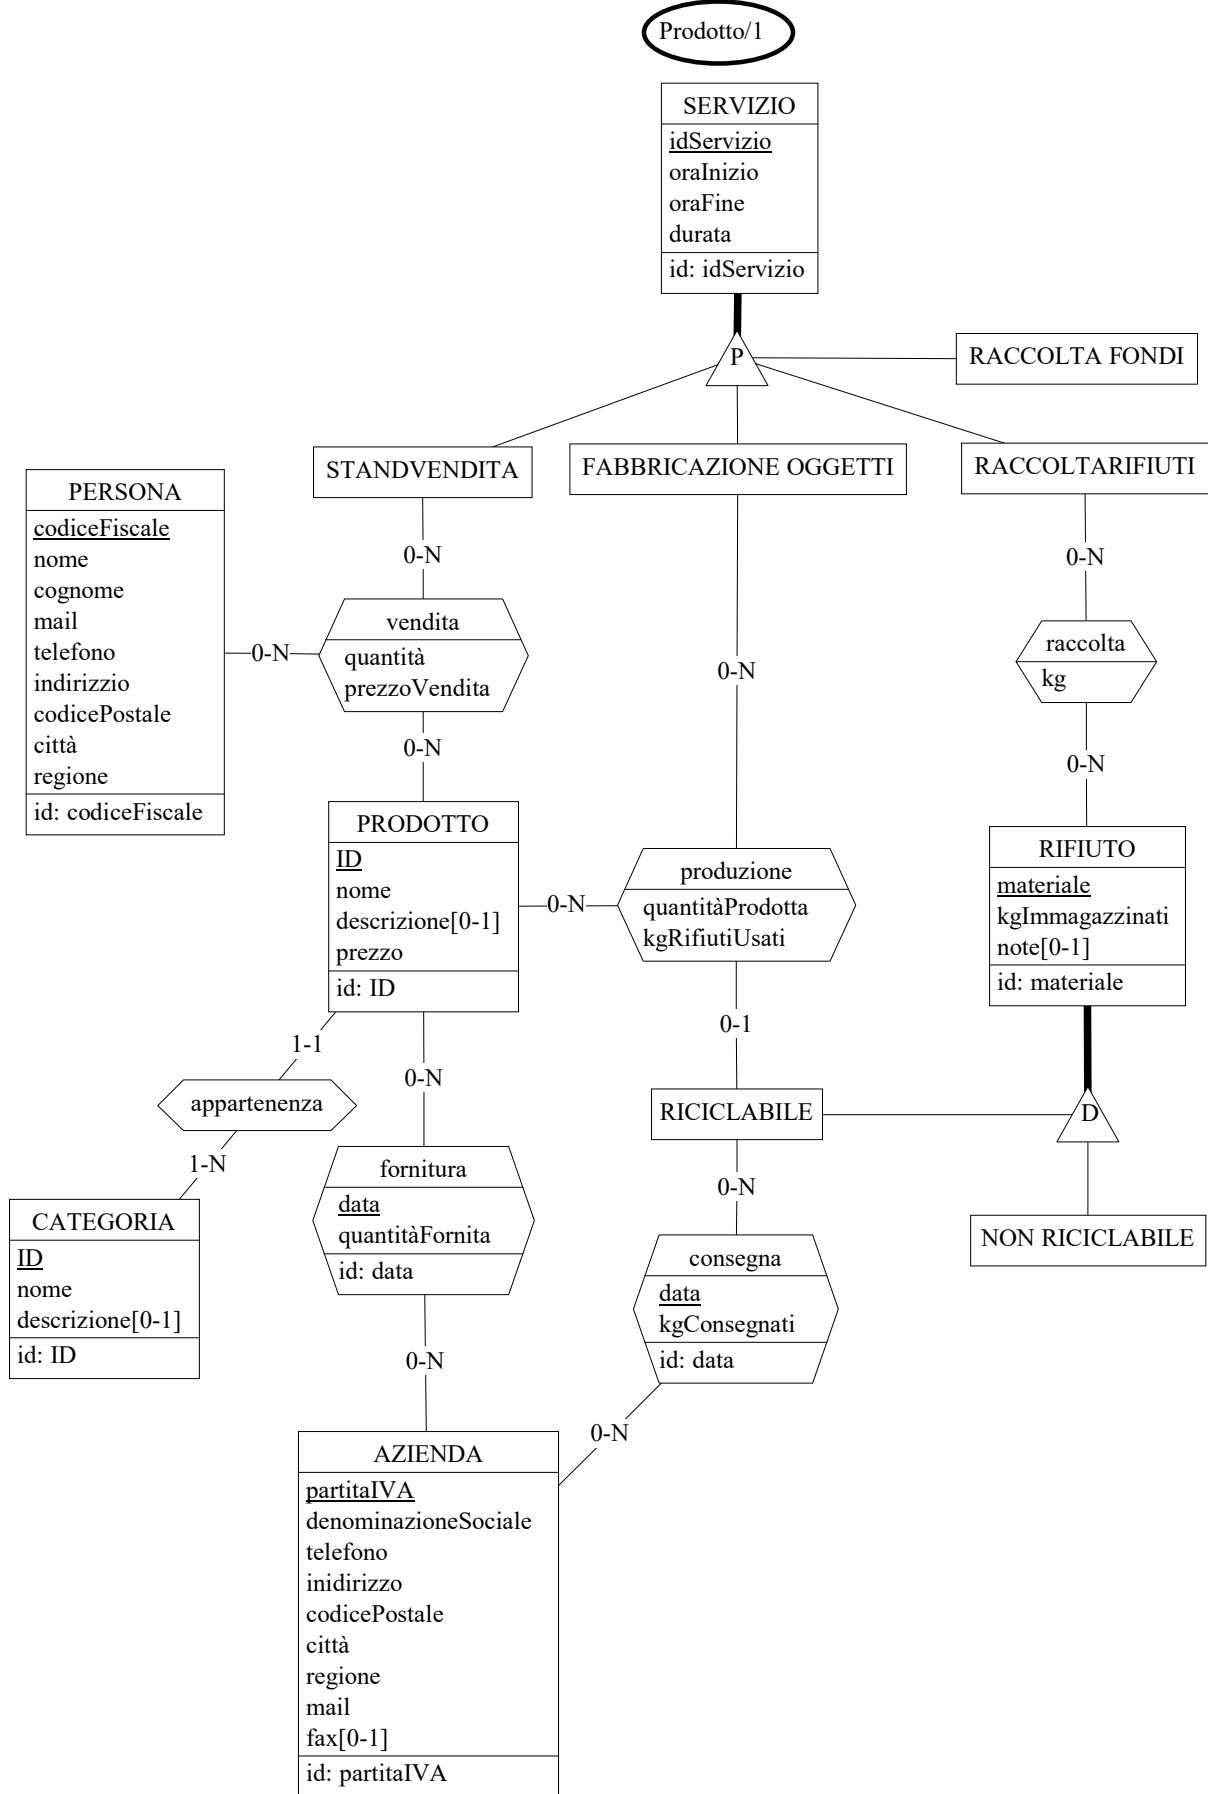 Prodotto/1
SERVIZIO
idServizio
oraInizio
oraFine
durata
id: idServizio
P
RACCOLTA FONDI
STANDVENDITA
FABBRICAZIONE OGGETTI
RACCOLTARIFIUTI
PERSONA
codiceFiscale
nome
cognome
mail
telefono
indirizzio
codicePostale
città
regione
id: codiceFiscale
0-N
vendita
quantità
prezzoVendita
0-N
0-N
0-N
0-N
raccolta
kg
0-N
PRODOTTO
ID
nome
descrizione[0-1]
prezzo
id: ID
0-N
produzione
quantitàProdotta
kgRifiutiUsati
0-1
RIFIUTO
materiale
kgImmagazzinati
note[0-1]
id: materiale
1-1
appartenenza
1-N
CATEGORIA
ID
nome
descrizione[0-1]
id: ID
0-N
fornitura
data
quantitàFornita
id: data
0-N
RICICLABILE
D
NON RICICLABILE
0-N
consegna
data
kgConsegnati
id: data
0-N
AZIENDA
partitaIVA
denominazioneSociale
telefono
inidirizzo
codicePostale
città
regione
mail
fax[0-1]
id: partitaIVA